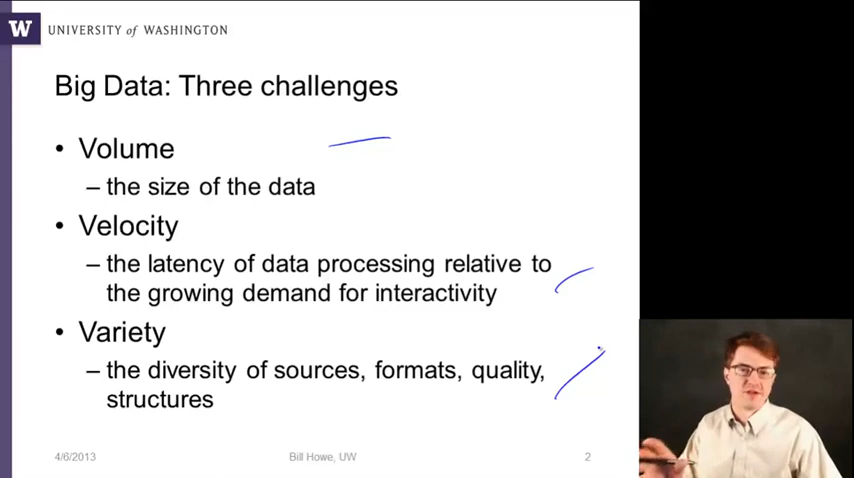 W UNIVERSITY of WASHINGTON
Big Data: Three challenges
• Volume
– the size of the data
• Velocity
– the latency of data processing relative to
the growing demand for interactivity
• Variety
– the diversity of sources, formats, quality,
structures
4/6/2013 Bill Howe, UW 2